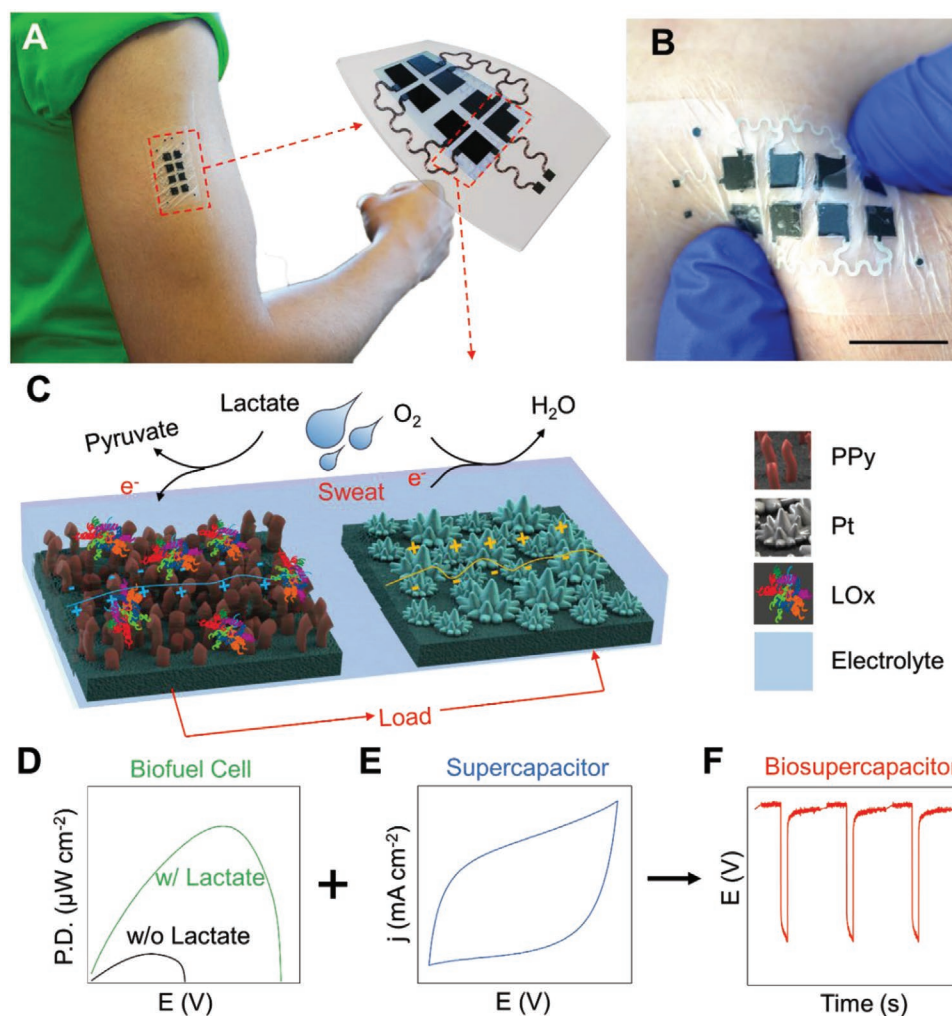 A
B
C
Lactate
O₂
H₂O
Pyruvate
e⁻
Sweat
e⁻
PPy
Pt
LOx
Electrolyte
Load
D
Biofuel Cell
P.D. (µW cm⁻²)
w/ Lactate
w/o Lactate
E (V)
+
E
Supercapacitor
j (mA cm⁻²)
E (V)
F
Biosupercapacitor
E (V)
Time (s)